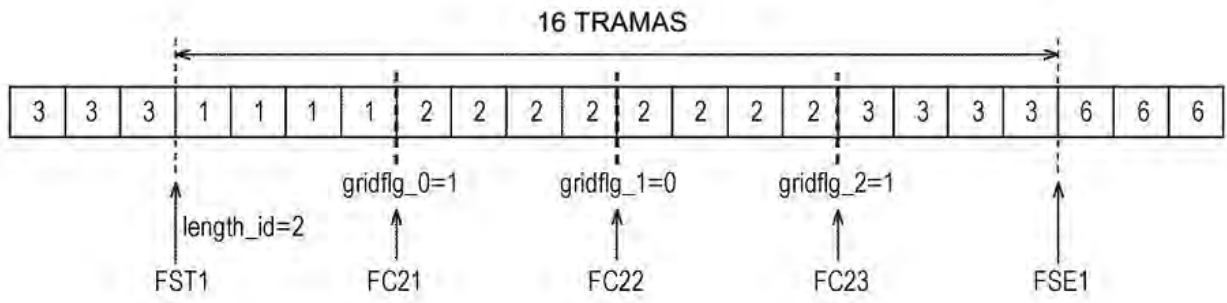 16 TRAMAS
3 3 3 1 1 1 1 2 2 2 2 2 2 2 2 3 3 3 3 6 6 6
gridflg_0=1 gridflg_1=0 gridflg_2=1
length_id=2
FST1 FC21 FC22 FC23 FSE1